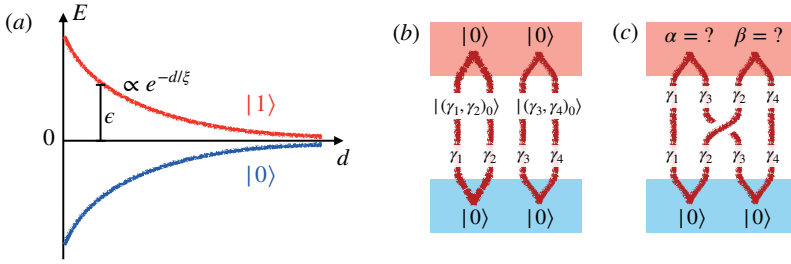 (a)
E
∝ e^{-d/ξ}
|1⟩
ϵ
0
d
|0⟩
(b)
|0⟩ |0⟩
|(γ₁, γ₂)₀⟩ |(γ₃, γ₄)₀⟩
γ₁ γ₂ γ₃ γ₄
|0⟩ |0⟩
(c)
α = ? β = ?
γ₁ γ₃ γ₂ γ₄
γ₁ γ₂ γ₃ γ₄
|0⟩ |0⟩